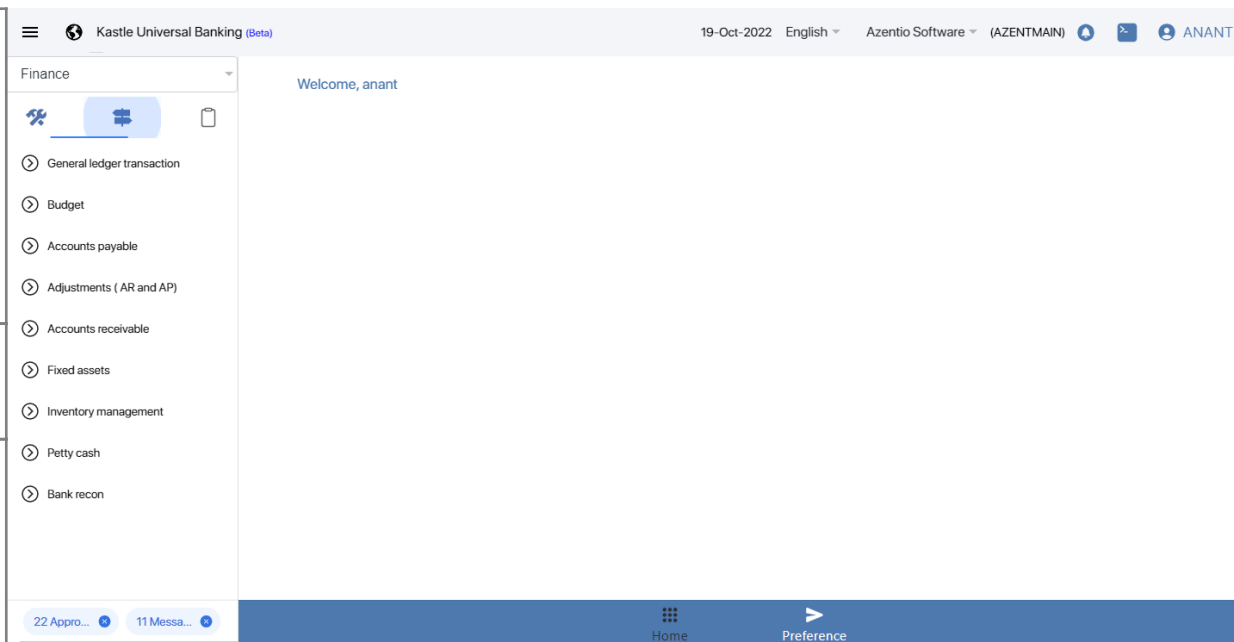 Kastle Universal Banking (Beta) 19-Oct-2022 English Azentio Software (AZENTMAIN) ANANT
Finance
Welcome, anant
General ledger transaction
Budget
Accounts payable
Adjustments ( AR and AP)
Accounts receivable
Fixed assets
Inventory management
Petty cash
Bank recon
22 Appro... 11 Messa...
Home Preference